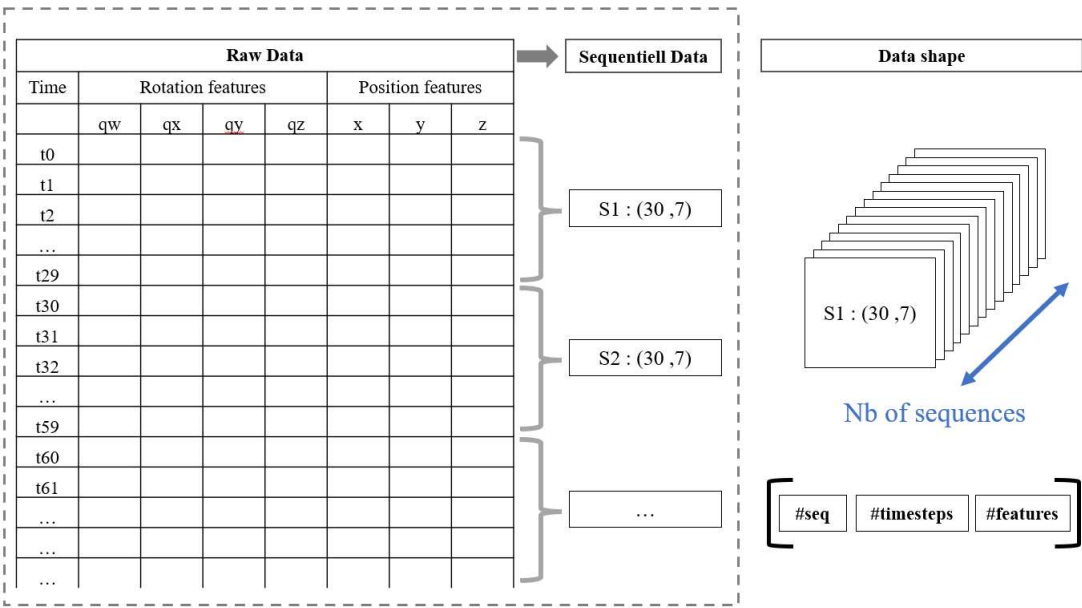 Raw Data
Sequentiell Data
Data shape
Time
Rotation features
Position features
qw
qx
qy
qz
x
y
z
t0
t1
t2
…
t29
S1 : (30 ,7)
t30
t31
t32
…
t59
S2 : (30 ,7)
t60
t61
…
…
…
…
S1 : (30 ,7)
Nb of sequences
#seq
#timesteps
#features